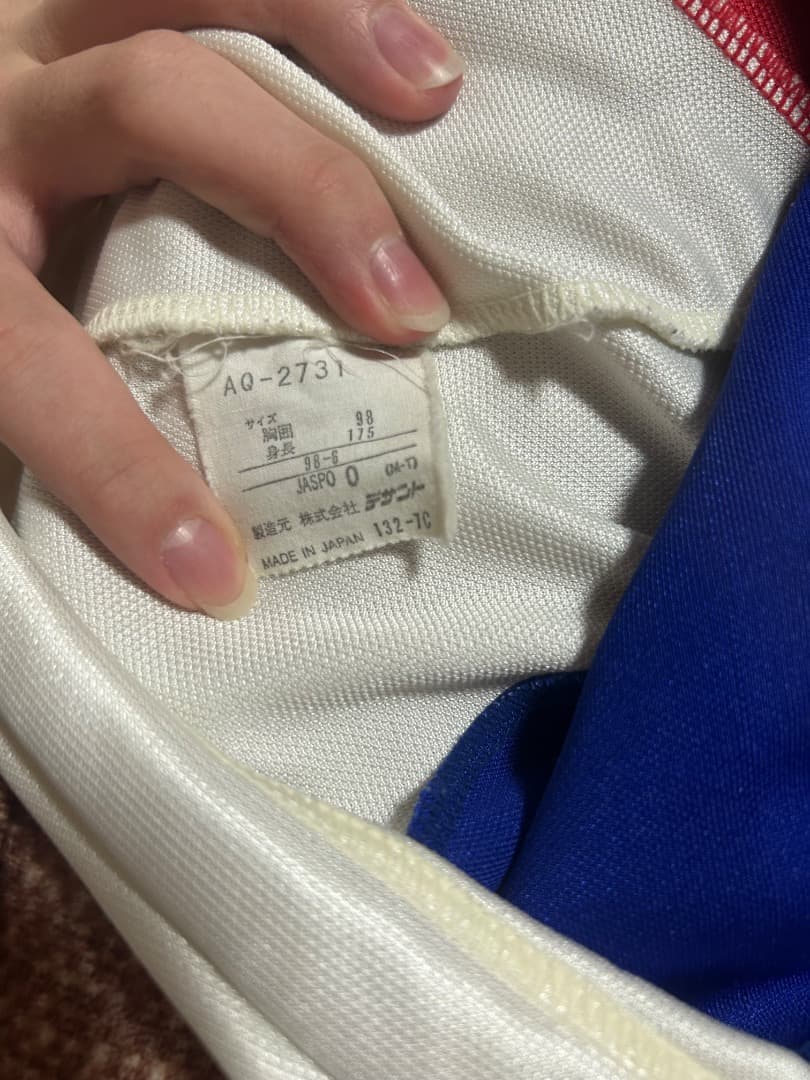 AQ-2731
サイズ
胸囲 98
身長 175
98-6
JASPO O (M-T)
製造元 株式会社 デサント
MADE IN JAPAN 132-7C